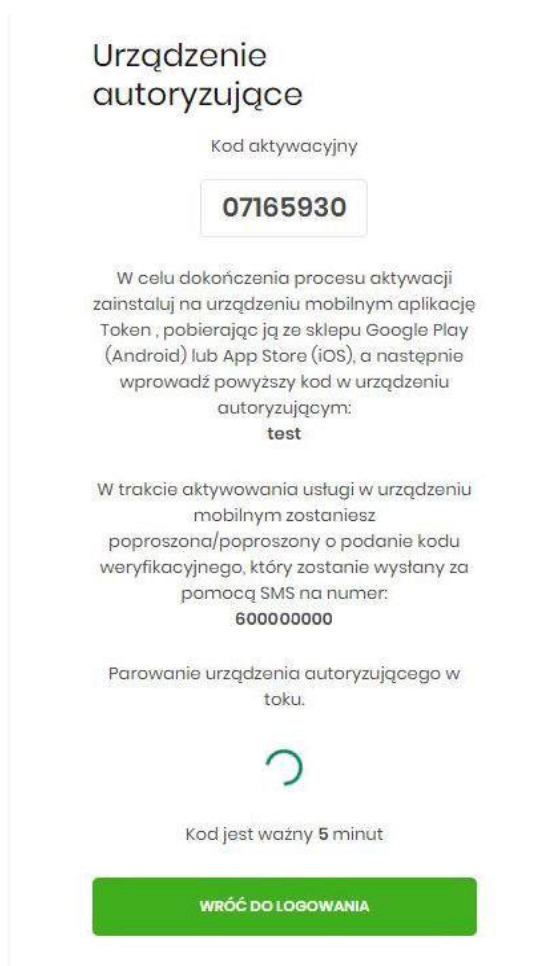 Urządzenie
autoryzujące
Kod aktywacyjny
07165930
W celu dokończenia procesu aktywacji
zainstaluj na urządzeniu mobilnym aplikację
Token , pobierając ją ze sklepu Google Play
(Android) lub App Store (iOS), a następnie
wprowadź powyższy kod w urządzeniu
autoryzującym:
test
W trakcie aktywowania usługi w urządzeniu
mobilnym zostaniesz
poproszona/poproszony o podanie kodu
weryfikacyjnego, który zostanie wysłany za
pomocą SMS na numer:
600000000
Parowanie urządzenia autoryzującego w
toku.
Kod jest ważny 5 minut
WRÓĆ DO LOGOWANIA